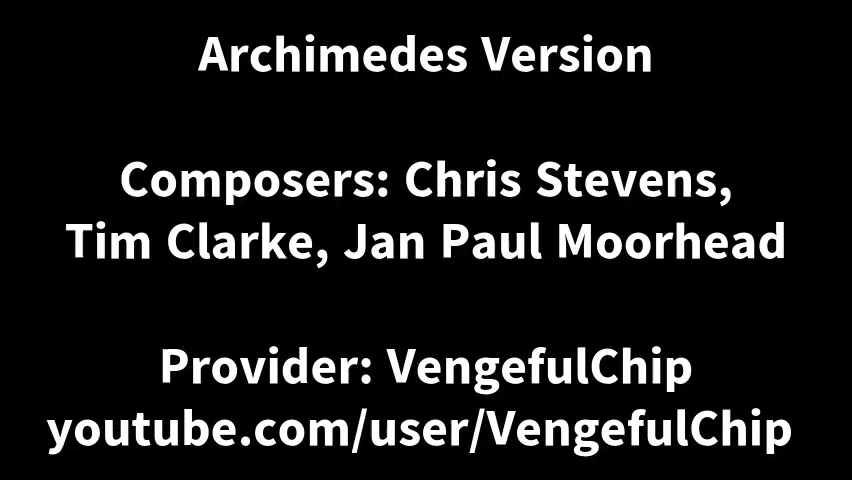 Archimedes Version
Composers: Chris Stevens,
Tim Clarke, Jan Paul Moorhead
Provider: VengefulChip
youtube.com/user/VengefulChip